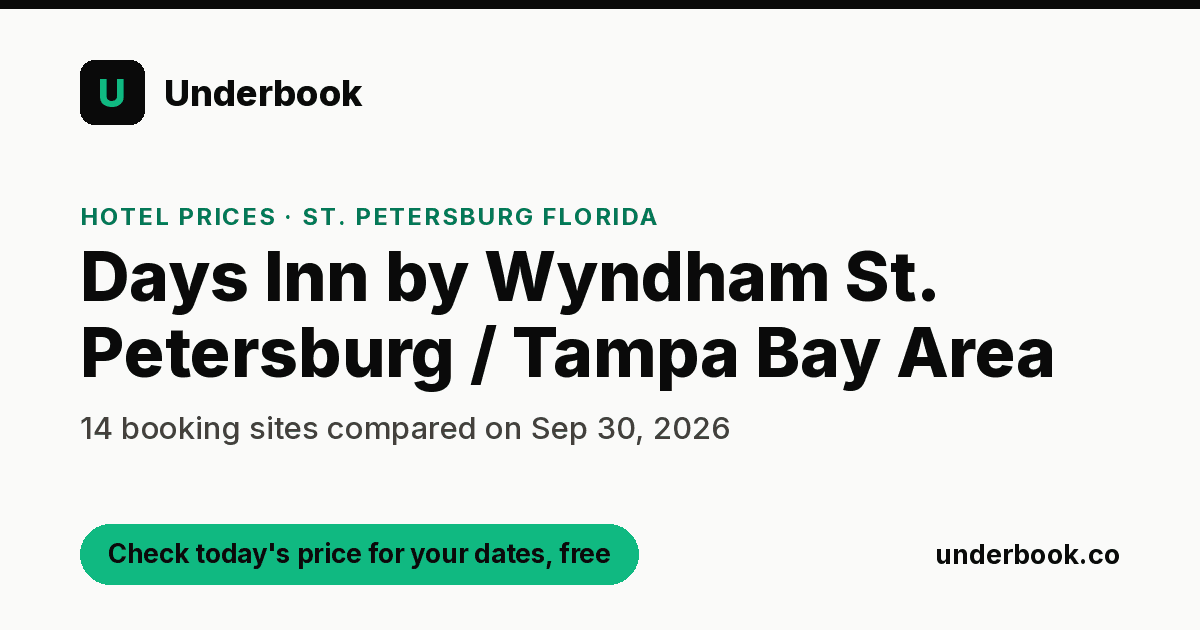 U Underbook
HOTEL PRICES · ST. PETERSBURG FLORIDA
Days Inn by Wyndham St.
Petersburg / Tampa Bay Area
14 booking sites compared on Sep 30, 2026
Check today's price for your dates, free
underbook.co